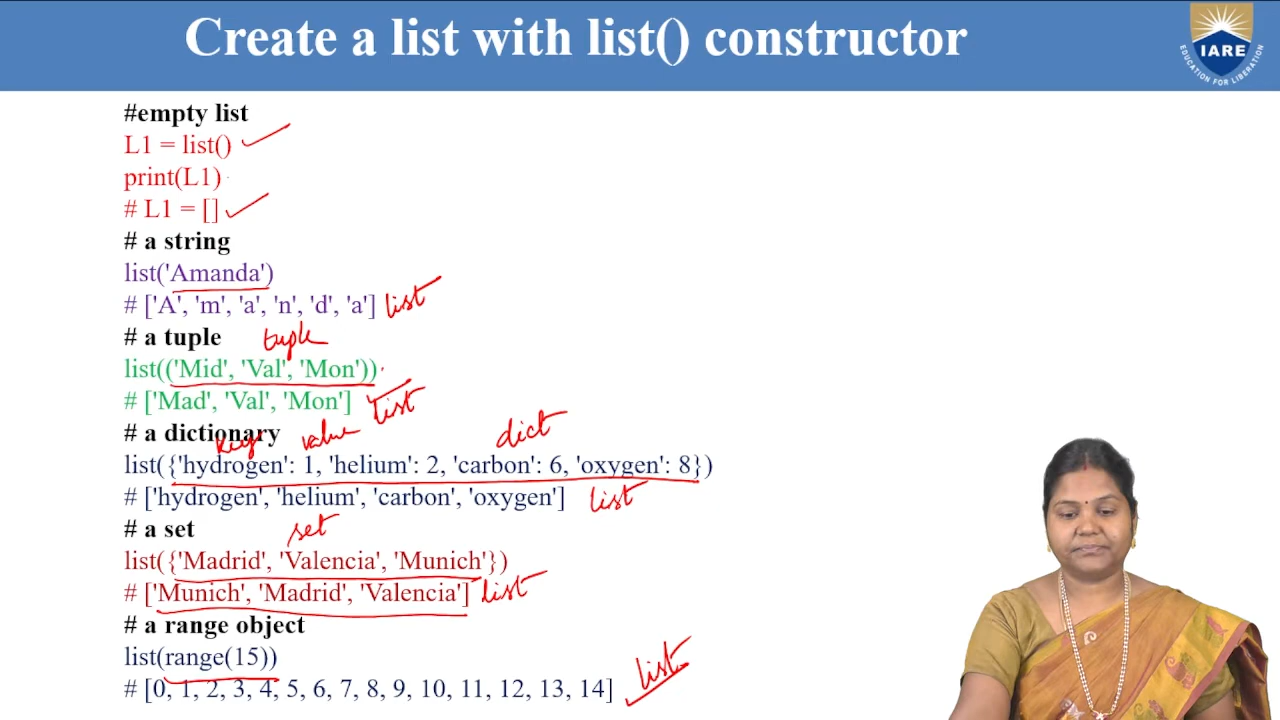 Create a list with list() constructor
IARE
EDUCATION FOR LIBERATION
#empty list
L1 = list()
print(L1)
# L1 = []
# a string
list('Amanda')
# ['A', 'm', 'a', 'n', 'd', 'a'] list
# a tuple tuple
list(('Mid', 'Val', 'Mon'))
# ['Mad', 'Val', 'Mon'] list
# a dictionary
key value dict
list({'hydrogen': 1, 'helium': 2, 'carbon': 6, 'oxygen': 8})
# ['hydrogen', 'helium', 'carbon', 'oxygen'] list
# a set set
list({'Madrid', 'Valencia', 'Munich'})
# ['Munich', 'Madrid', 'Valencia'] list
# a range object
list(range(15))
# [0, 1, 2, 3, 4, 5, 6, 7, 8, 9, 10, 11, 12, 13, 14] list